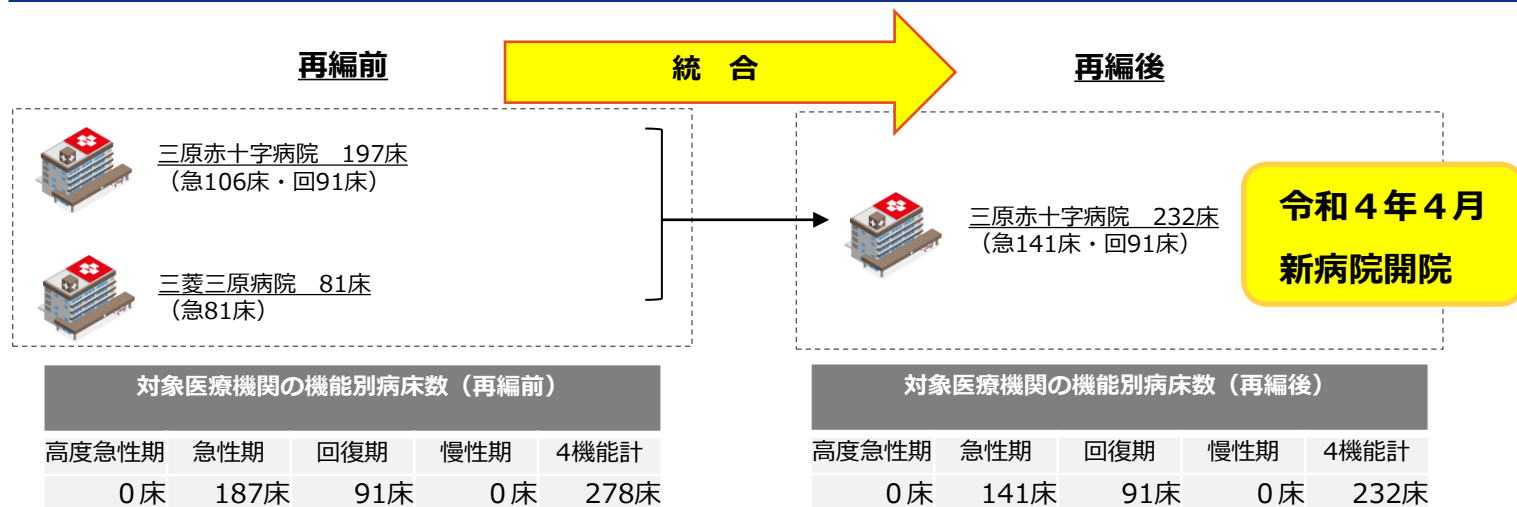 再編前
統　合
再編後
三原赤十字病院　197床
（急106床・回91床）
三菱三原病院　81床
（急81床）
三原赤十字病院　232床
（急141床・回91床）
令和４年４月
新病院開院
対象医療機関の機能別病床数（再編前）
高度急性期 急性期 回復期 慢性期 4機能計
０床 187床 91床 ０床 278床
対象医療機関の機能別病床数（再編後）
高度急性期 急性期 回復期 慢性期 4機能計
０床 141床 91床 ０床 232床